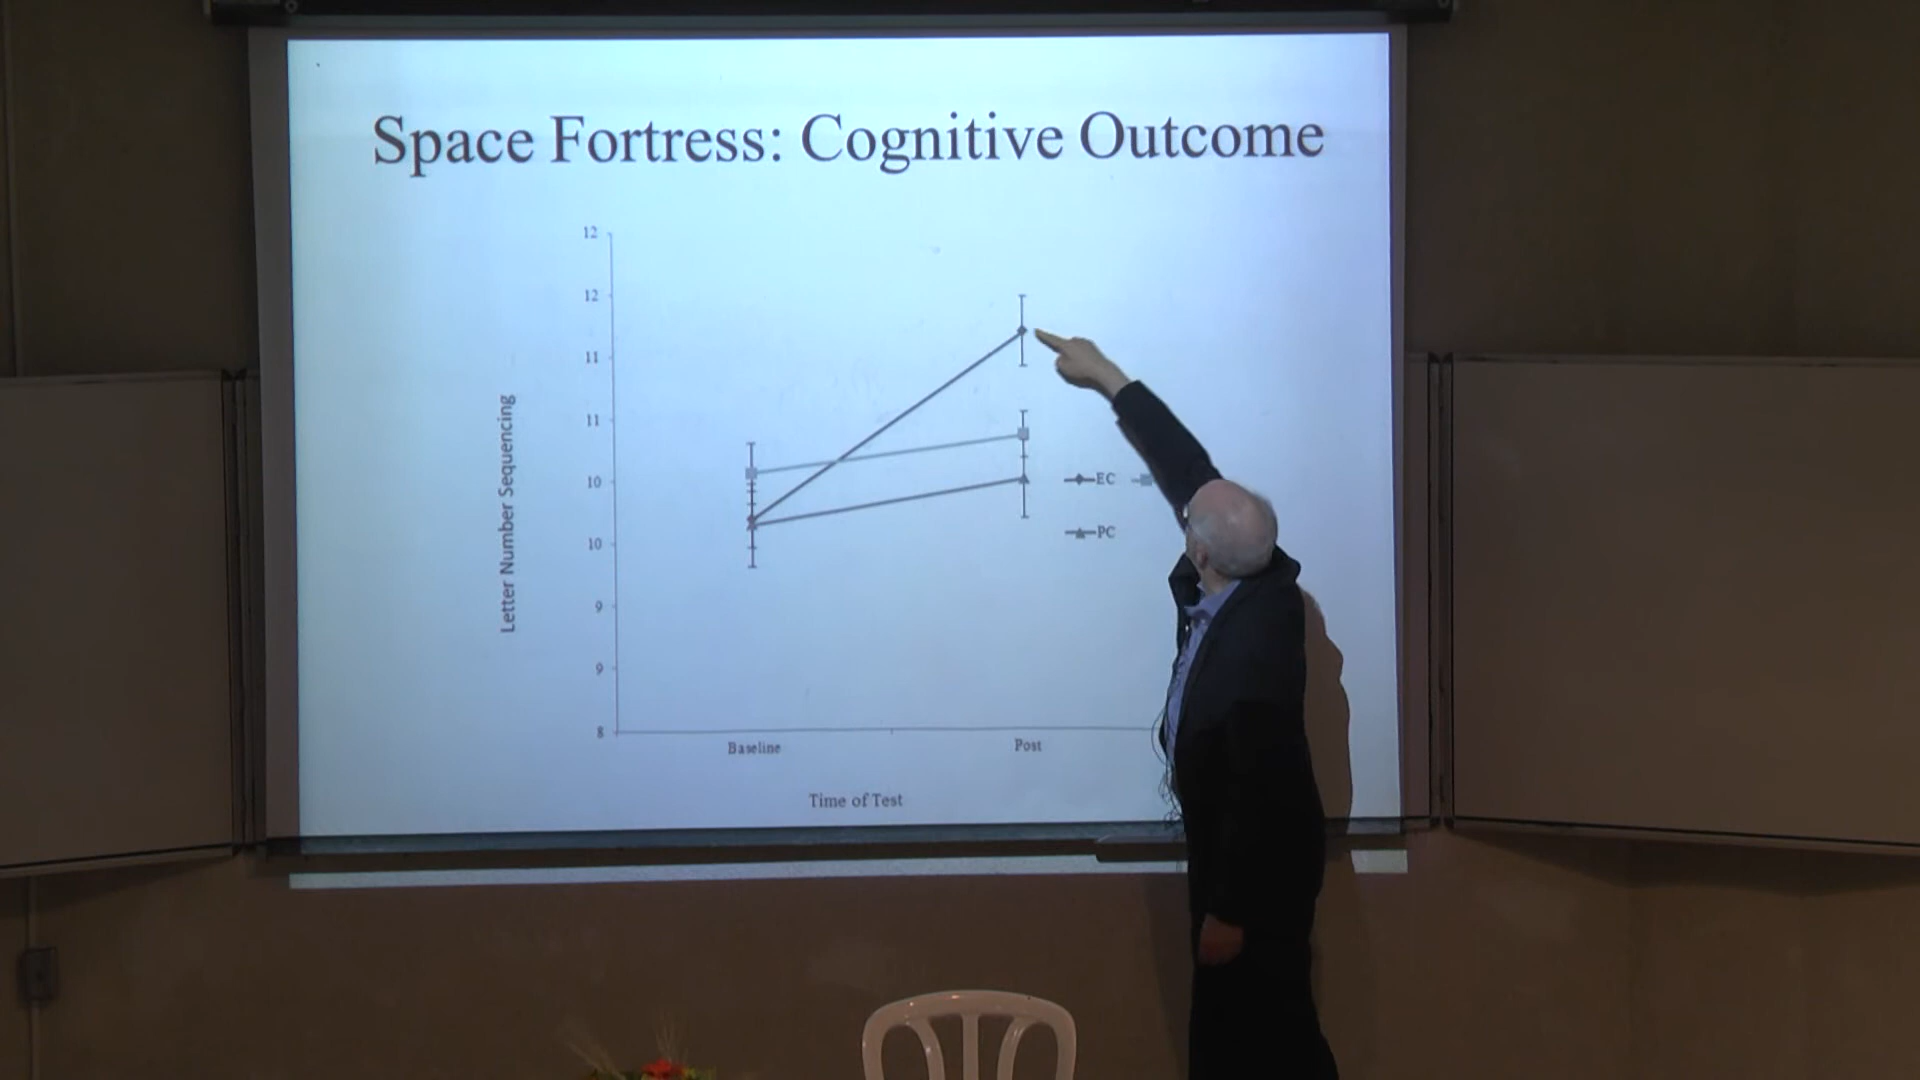 Space Fortress: Cognitive Outcome
12
12
11
11
10
10
9
9
8
Letter Number Sequencing
EC
PC
Baseline
Post
Time of Test